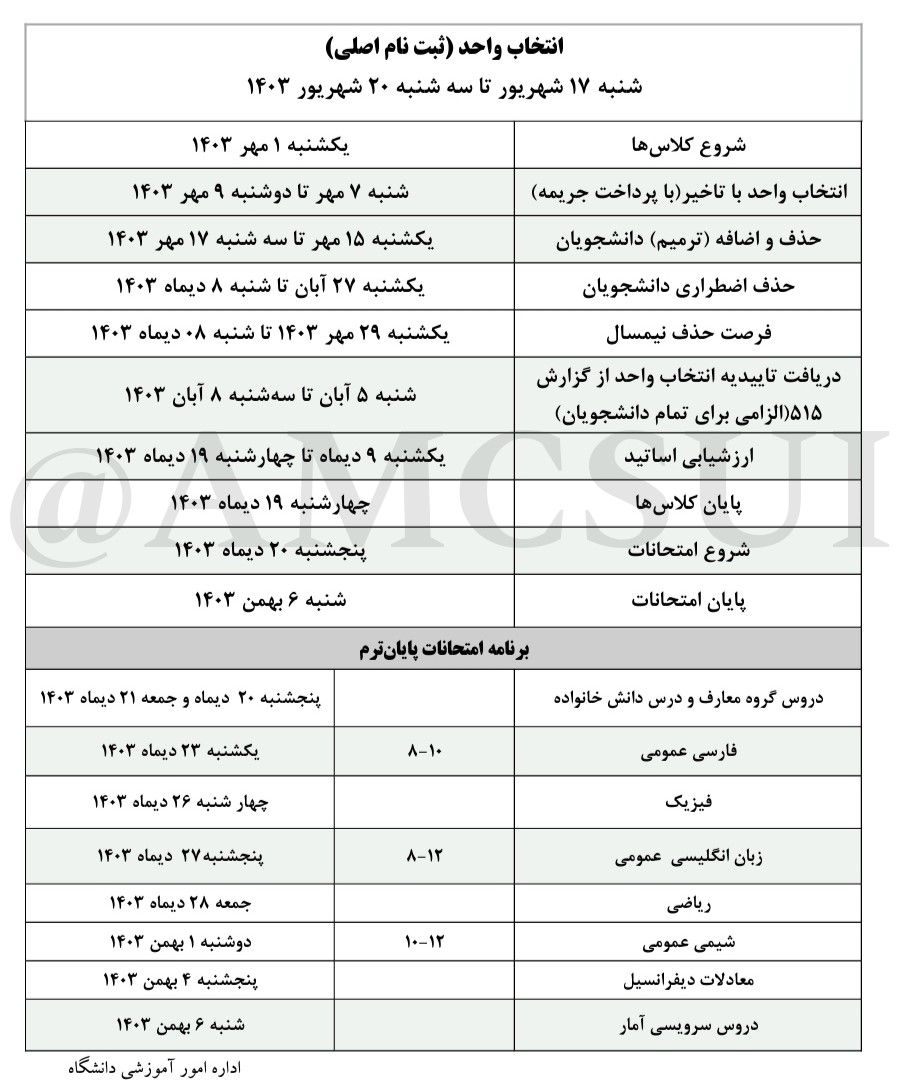 انتخاب واحد (ثبت نام اصلی)
شنبه ۱۷ شهریور تا سه شنبه ۲۰ شهریور ۱۴۰۳
شروع کلاس‌ها یکشنبه ۱ مهر ۱۴۰۳
انتخاب واحد با تاخیر(با پرداخت جریمه) شنبه ۷ مهر تا دوشنبه ۹ مهر ۱۴۰۳
حذف و اضافه (ترمیم) دانشجویان یکشنبه ۱۵ مهر تا سه شنبه ۱۷ مهر ۱۴۰۳
حذف اضطراری دانشجویان یکشنبه ۲۷ آبان تا شنبه ۸ دیماه ۱۴۰۳
فرصت حذف نیمسال یکشنبه ۲۹ مهر ۱۴۰۳ تا شنبه ۰۸ دیماه ۱۴۰۳
دریافت تاییدیه انتخاب واحد از گزارش
۵۱۵(الزامی برای تمام دانشجویان) شنبه ۵ آبان تا سه‌شنبه ۸ آبان ۱۴۰۳
ارزشیابی اساتید یکشنبه ۹ دیماه تا چهارشنبه ۱۹ دیماه ۱۴۰۳
@AMCSUI
پایان کلاس‌ها چهارشنبه ۱۹ دیماه ۱۴۰۳
شروع امتحانات پنجشنبه ۲۰ دیماه ۱۴۰۳
پایان امتحانات شنبه ۶ بهمن ۱۴۰۳
برنامه امتحانات پایان‌ترم
دروس گروه معارف و درس دانش خانواده پنجشنبه ۲۰ دیماه و جمعه ۲۱ دیماه ۱۴۰۳
فارسی عمومی ۸-۱۰ یکشنبه ۲۳ دیماه ۱۴۰۳
فیزیک چهار شنبه ۲۶ دیماه ۱۴۰۳
زبان انگلیسی عمومی ۸-۱۲ پنجشنبه۲۷ دیماه ۱۴۰۳
ریاضی جمعه ۲۸ دیماه ۱۴۰۳
شیمی عمومی ۱۰-۱۲ دوشنبه ۱ بهمن ۱۴۰۳
معادلات دیفرانسیل پنجشنبه ۴ بهمن ۱۴۰۳
دروس سرویسی آمار شنبه ۶ بهمن ۱۴۰۳
اداره امور آموزشی دانشگاه